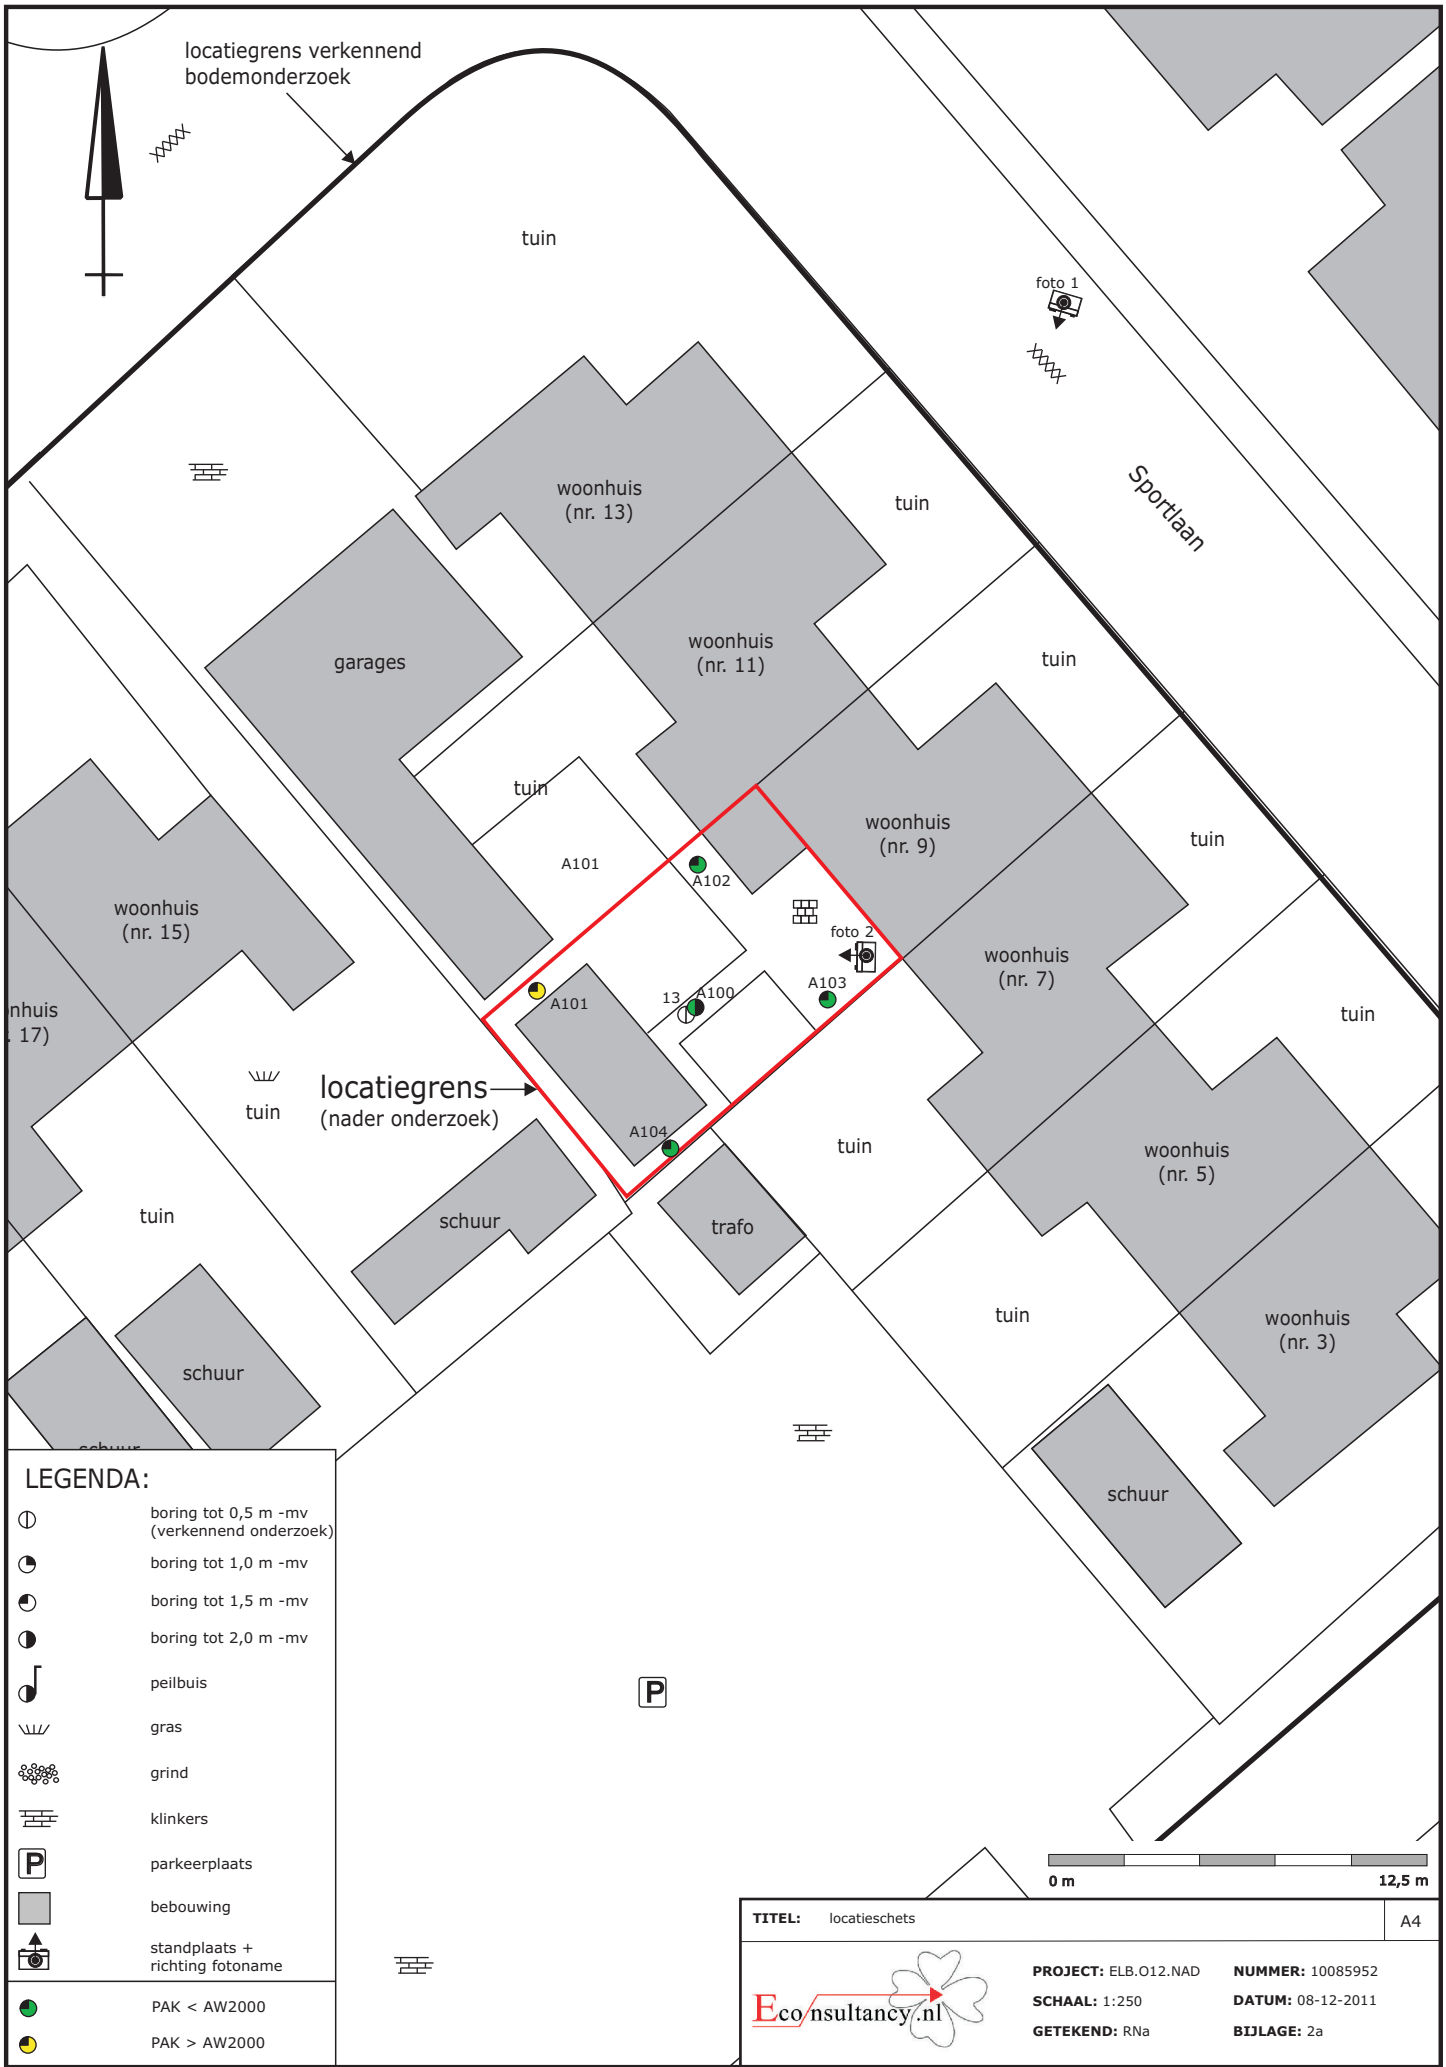 locatiegrens verkennend
bodemonderzoek
tuin
foto 1
Sportlaan
woonhuis
(nr. 13)
tuin
woonhuis
(nr. 11)
garages
tuin
tuin
woonhuis
(nr. 9)
tuin
A101
A102
woonhuis
(nr. 15)
foto 2
woonhuis
(nr. 7)
A103
A100
13
A101
nhuis
. 17)
tuin
locatiegrens
(nader onderzoek)
tuin
A104
tuin
woonhuis
(nr. 5)
tuin
schuur
trafo
tuin
woonhuis
(nr. 3)
schuur
schuur
schuur
P
LEGENDA:
boring tot 0,5 m -mv
(verkennend onderzoek)
boring tot 1,0 m -mv
boring tot 1,5 m -mv
boring tot 2,0 m -mv
peilbuis
gras
grind
klinkers
P
parkeerplaats
bebouwing
standplaats +
richting fotoname
PAK < AW2000
PAK > AW2000
0 m
12,5 m
TITEL: locatieschets
A4
Econsultancy.nl
PROJECT: ELB.O12.NAD
NUMMER: 10085952
SCHAAL: 1:250
DATUM: 08-12-2011
GETEKEND: RNa
BIJLAGE: 2a